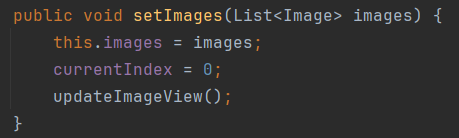 public void setImages(List<Image> images) {
    this.images = images;
    currentIndex = 0;
    updateImageView();
}